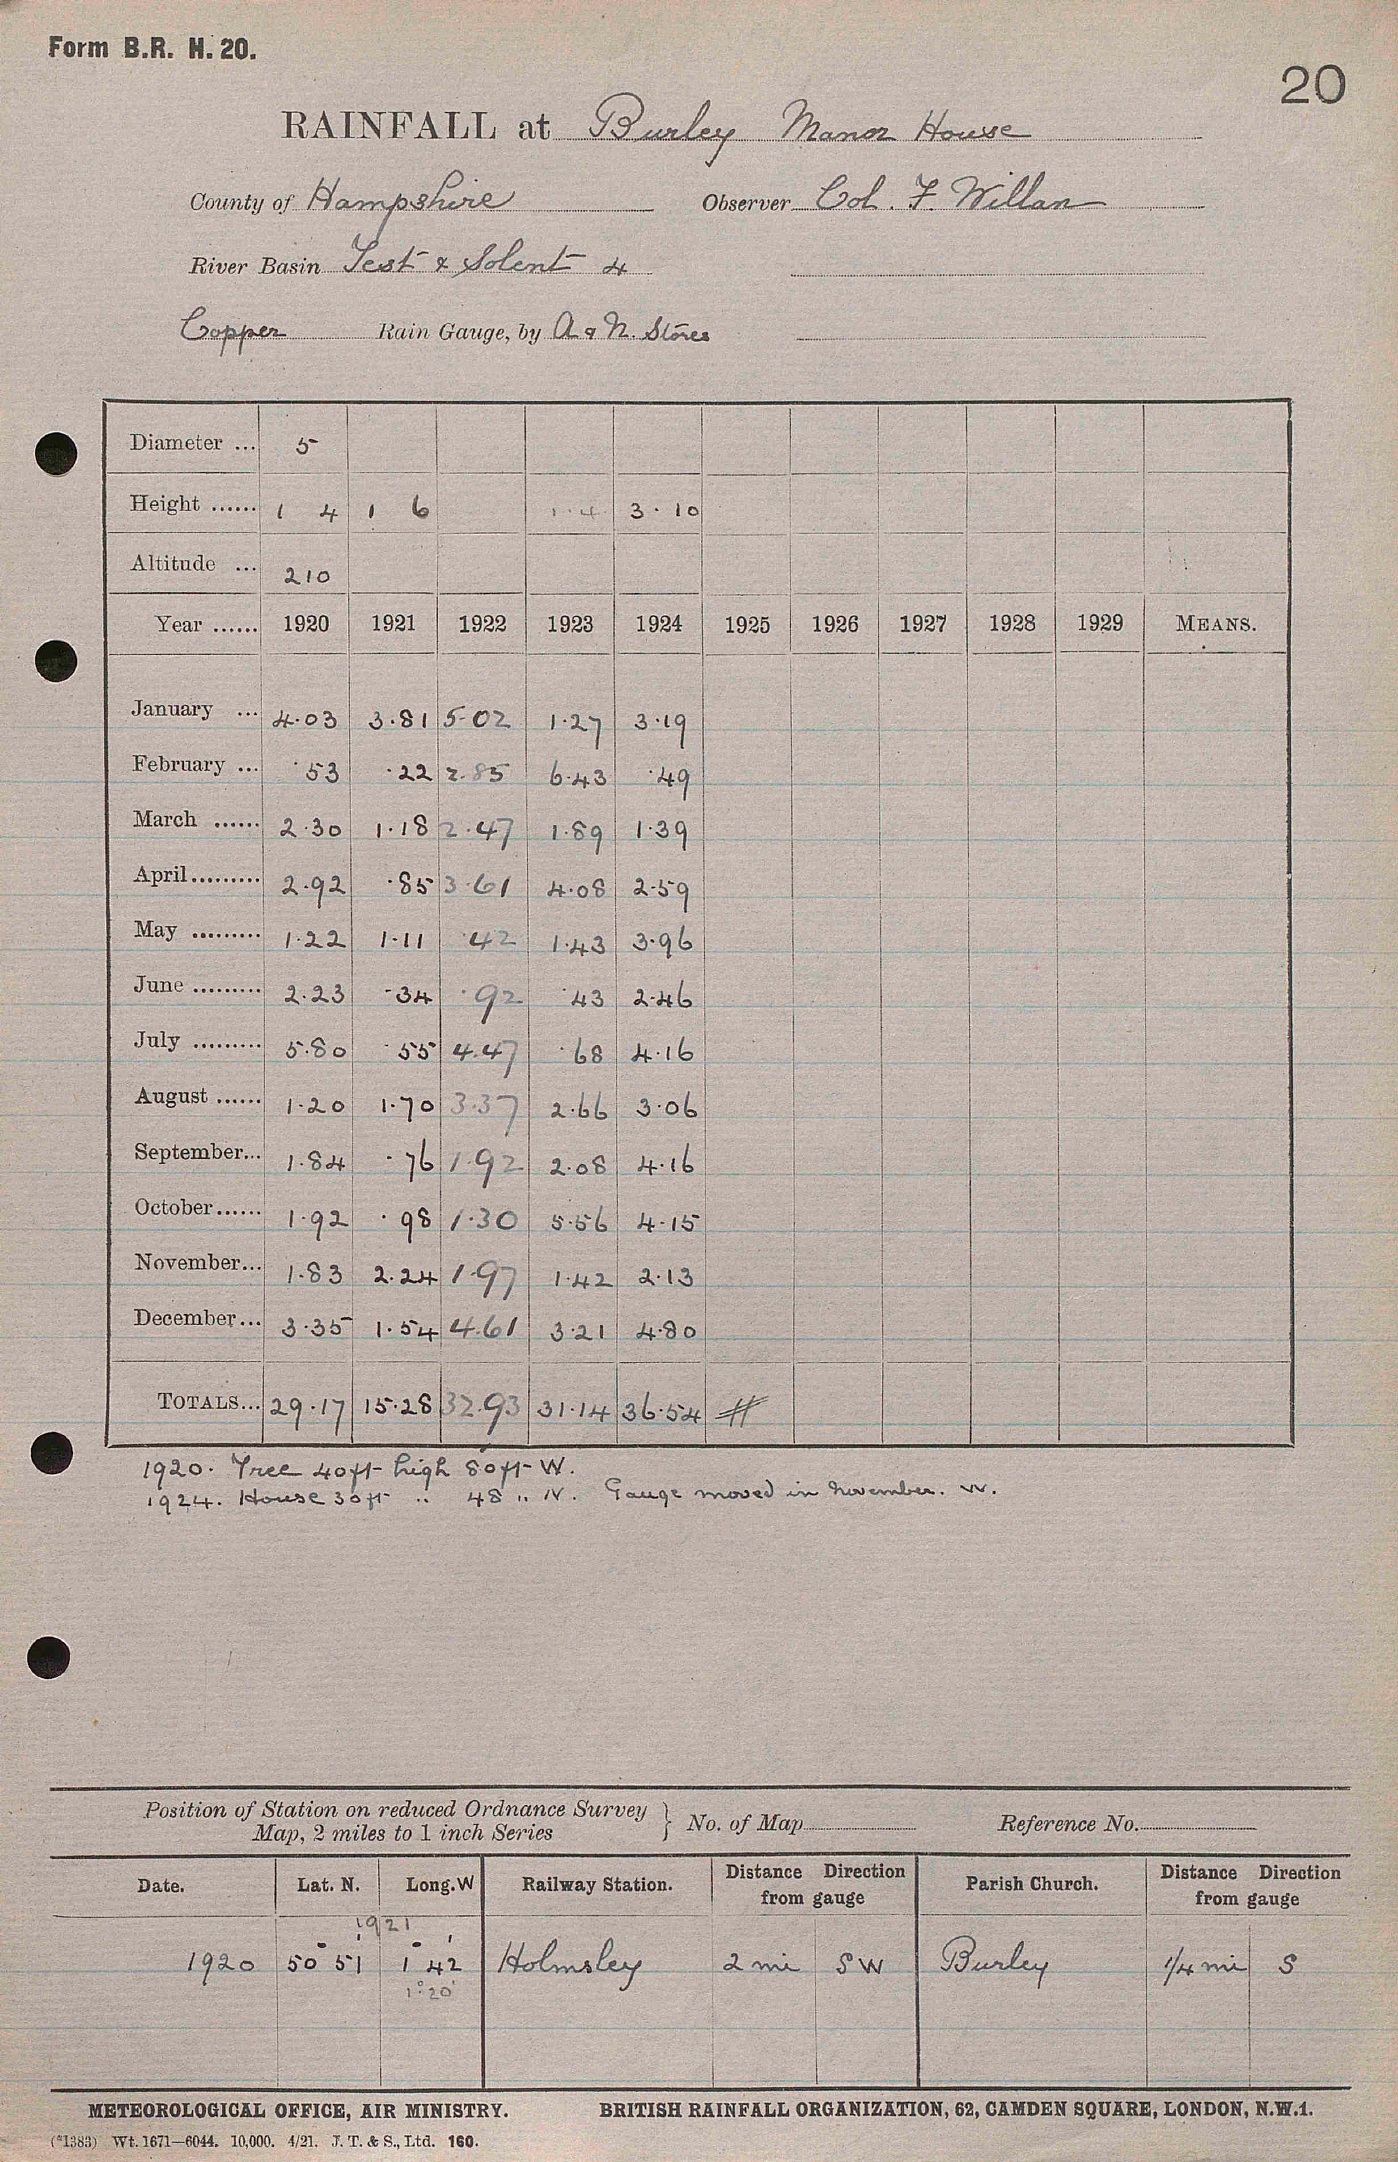 Form B.R. H. 20.
20
RAINFALL at Burley Manor House
County of Hampshire Observer Col. F. Willan
River Basin Test & Solent 4
Copper Rain Gauge, by A & N. Stores
Diameter ... 5
Height ...... 1 4 1 6 1·4 3·10
Altitude ... 210
Year ...... 1920 1921 1922 1923 1924 1925 1926 1927 1928 1929 MEANS.
January ... 4·03 3·81 5·02 1·27 3·19
February ... ·53 ·22 2·85 6·43 ·49
March ...... 2·30 1·18 2·47 1·89 1·39
April......... 2·92 ·85 3·61 4·08 2·59
May ......... 1·22 1·11 ·42 1·43 3·96
June ......... 2·23 ·34 ·92 ·43 2·46
July ......... 5·80 ·55 4·47 ·68 4·16
August ...... 1·20 1·70 3·37 2·66 3·06
September... 1·84 ·76 1·92 2·08 4·16
October...... 1·92 ·98 1·30 5·56 4·15
November... 1·83 2·24 1·97 1·42 2·13
December... 3·35 1·54 4·61 3·21 4·80
TOTALS... 29·17 15·28 32·93 31·14 36·54
1920. Tree 40ft high 80ft W.
1924. House 30ft " 48 " N. Gauge moved in november. W.
Position of Station on reduced Ordnance Survey
Map, 2 miles to 1 inch Series } No. of Map Reference No.
Date. Lat. N. Long. W Railway Station. Distance Direction from gauge Parish Church. Distance Direction from gauge
1921
1920 50° 51' 1° 42' Holmsley 2 mi SW Burley 1/4 mi S
1° 20'
METEOROLOGICAL OFFICE, AIR MINISTRY. BRITISH RAINFALL ORGANIZATION, 62, CAMDEN SQUARE, LONDON, N.W.1.
(*1383) Wt. 1671—6044. 10,000. 4/21. J. T. & S., Ltd. 160.